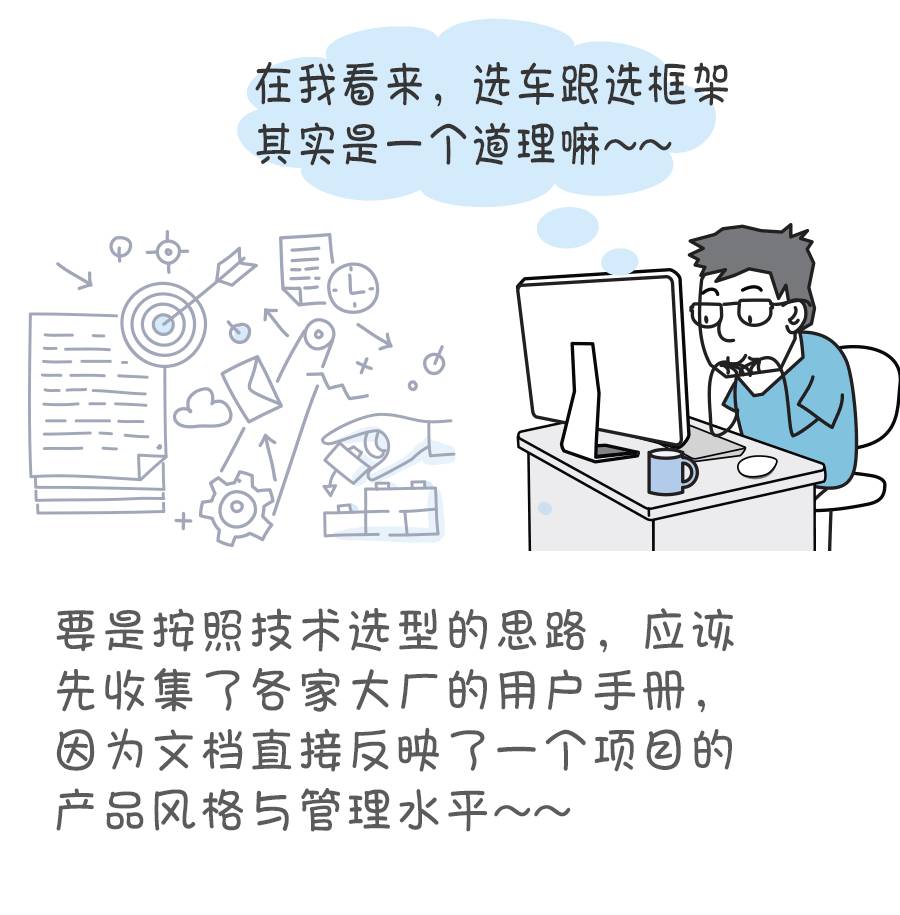 在我看来，选车跟选框架
其实是一个道理嘛～～
要是按照技术选型的思路，应该
先收集了各家大厂的用户手册，
因为文档直接反映了一个项目的
产品风格与管理水平～～